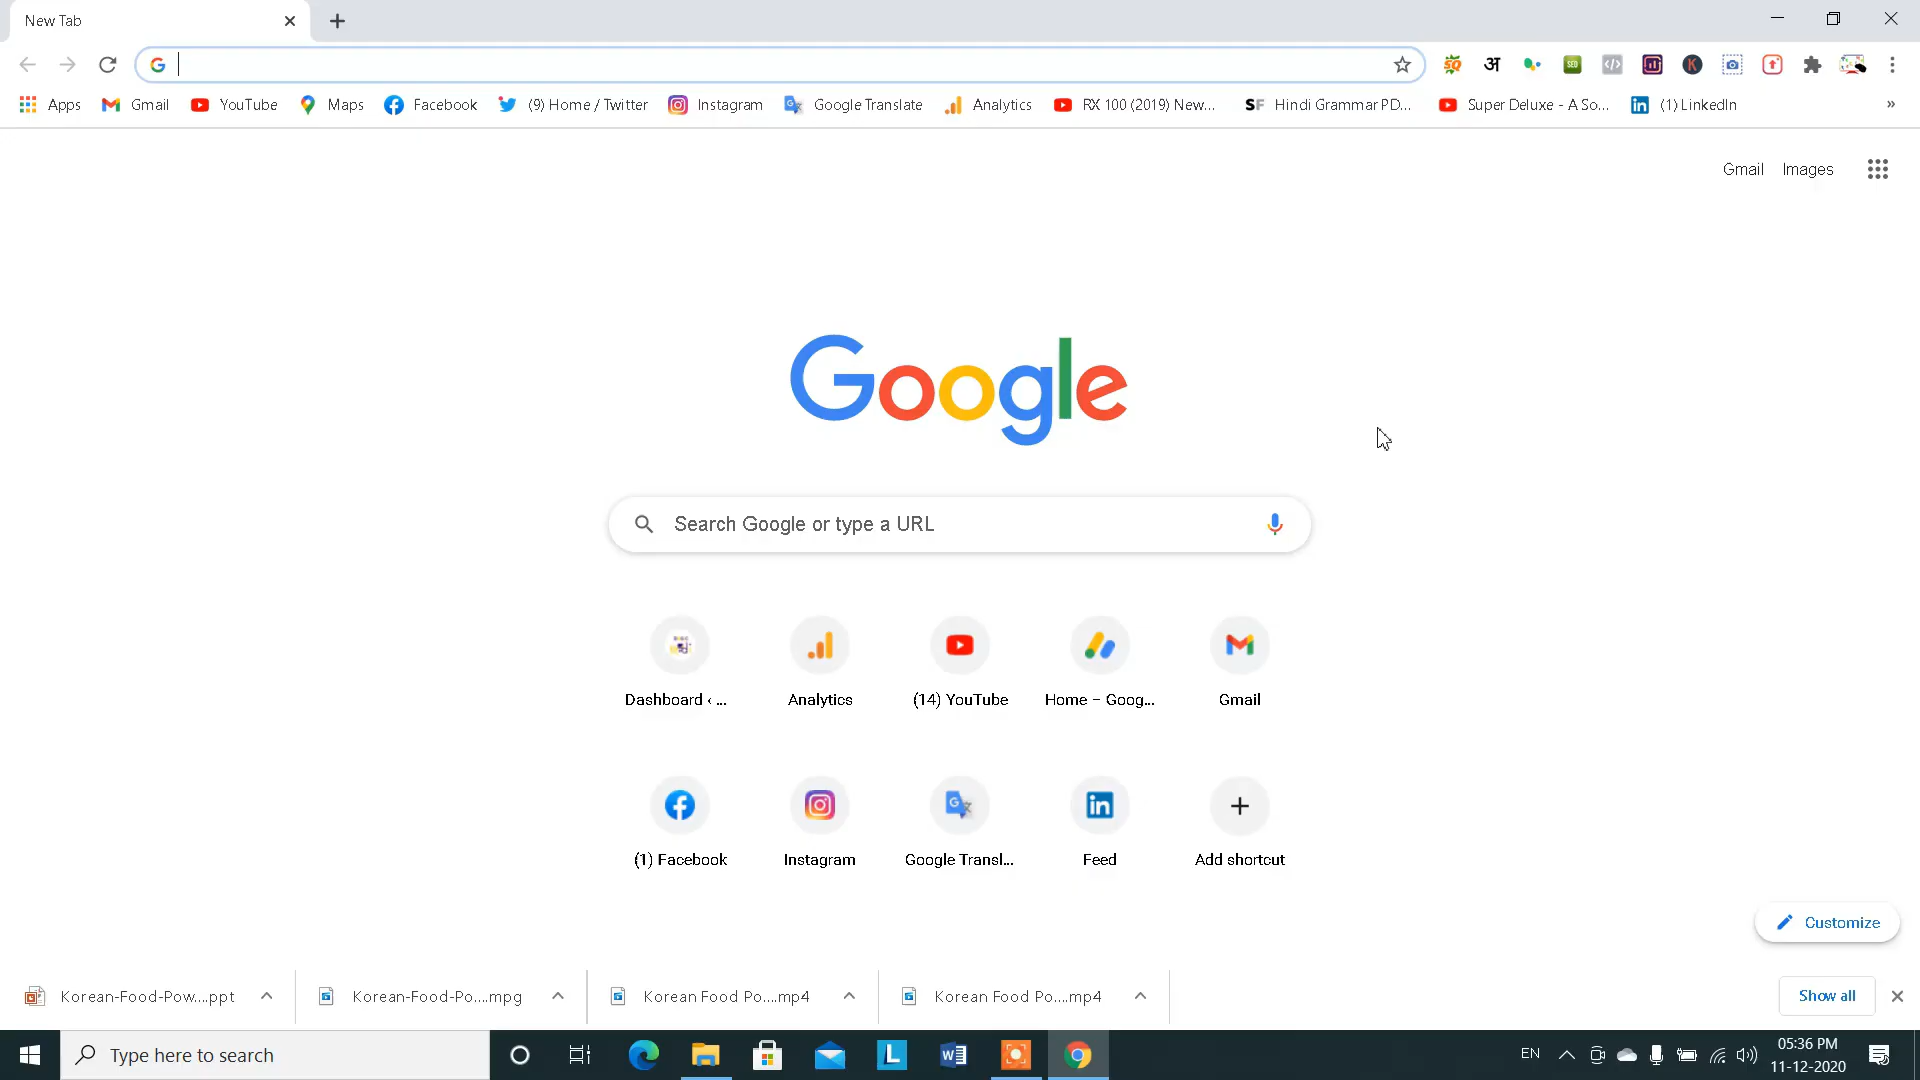 New Tab
Apps Gmail YouTube Maps Facebook (9) Home / Twitter Instagram Google Translate Analytics RX 100 (2019) New... SF Hindi Grammar PD... Super Deluxe - A So... (1) LinkedIn »
Gmail Images
Google
Search Google or type a URL
Dashboard ‹ ... Analytics (14) YouTube Home – Goog... Gmail
(1) Facebook Instagram Google Transl... Feed Add shortcut
Customize
Korean-Food-Pow....ppt Korean-Food-Po....mpg Korean Food Po....mp4 Korean Food Po....mp4 Show all
Type here to search EN 05:36 PM
11-12-2020